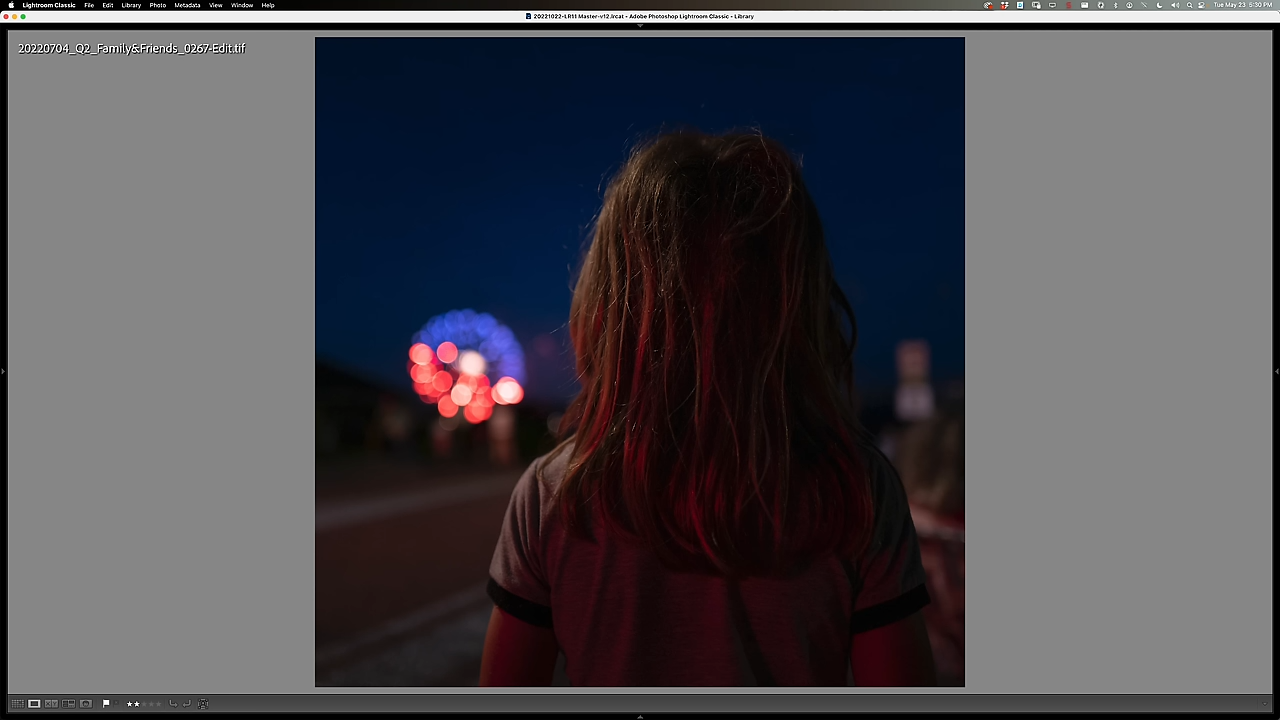 Lightroom Classic File Edit Library Photo Metadata View Window Help Tue May 23 5:30 PM
20221022-LR11 Master-v12.lrcat - Adobe Photoshop Lightroom Classic - Library
20220704_Q2_Family&Friends_0267-Edit.tif